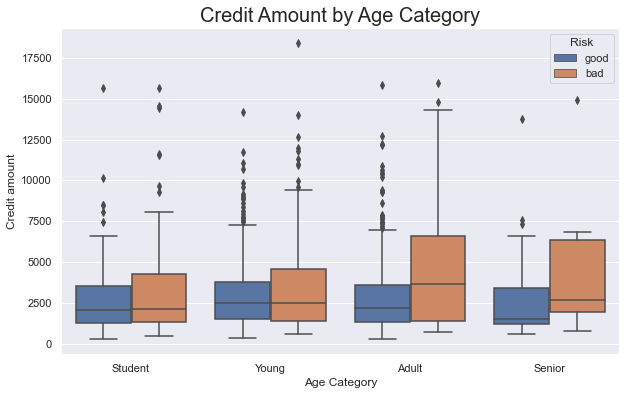 Credit Amount by Age Category
Risk
good
bad
17500
15000
12500
10000
7500
5000
2500
0
Credit amount
Student
Young
Adult
Senior
Age Category